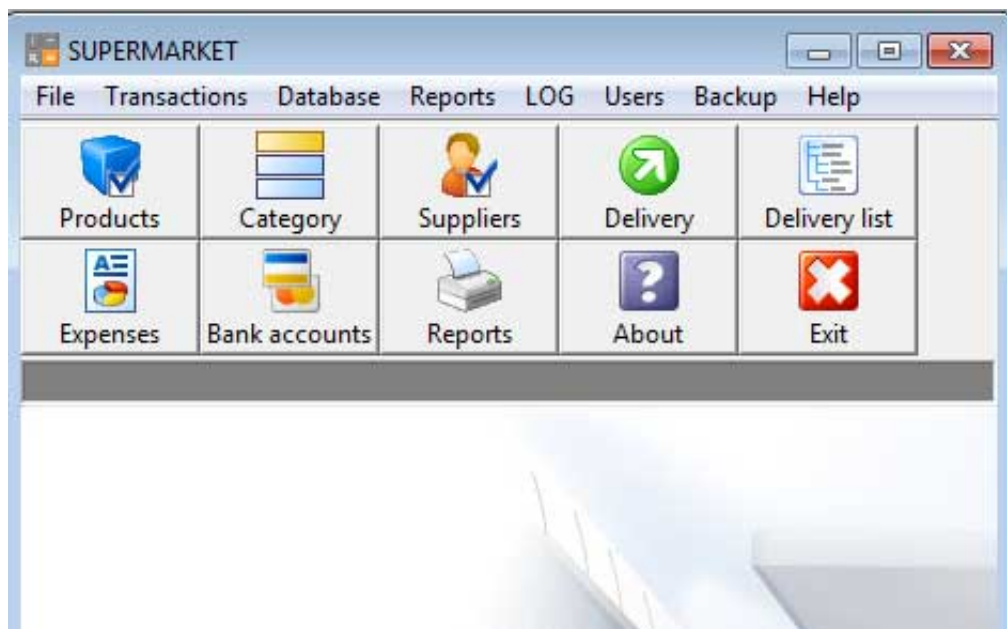 SUPERMARKET
File Transactions Database Reports LOG Users Backup Help
Products Category Suppliers Delivery Delivery list
Expenses Bank accounts Reports About Exit